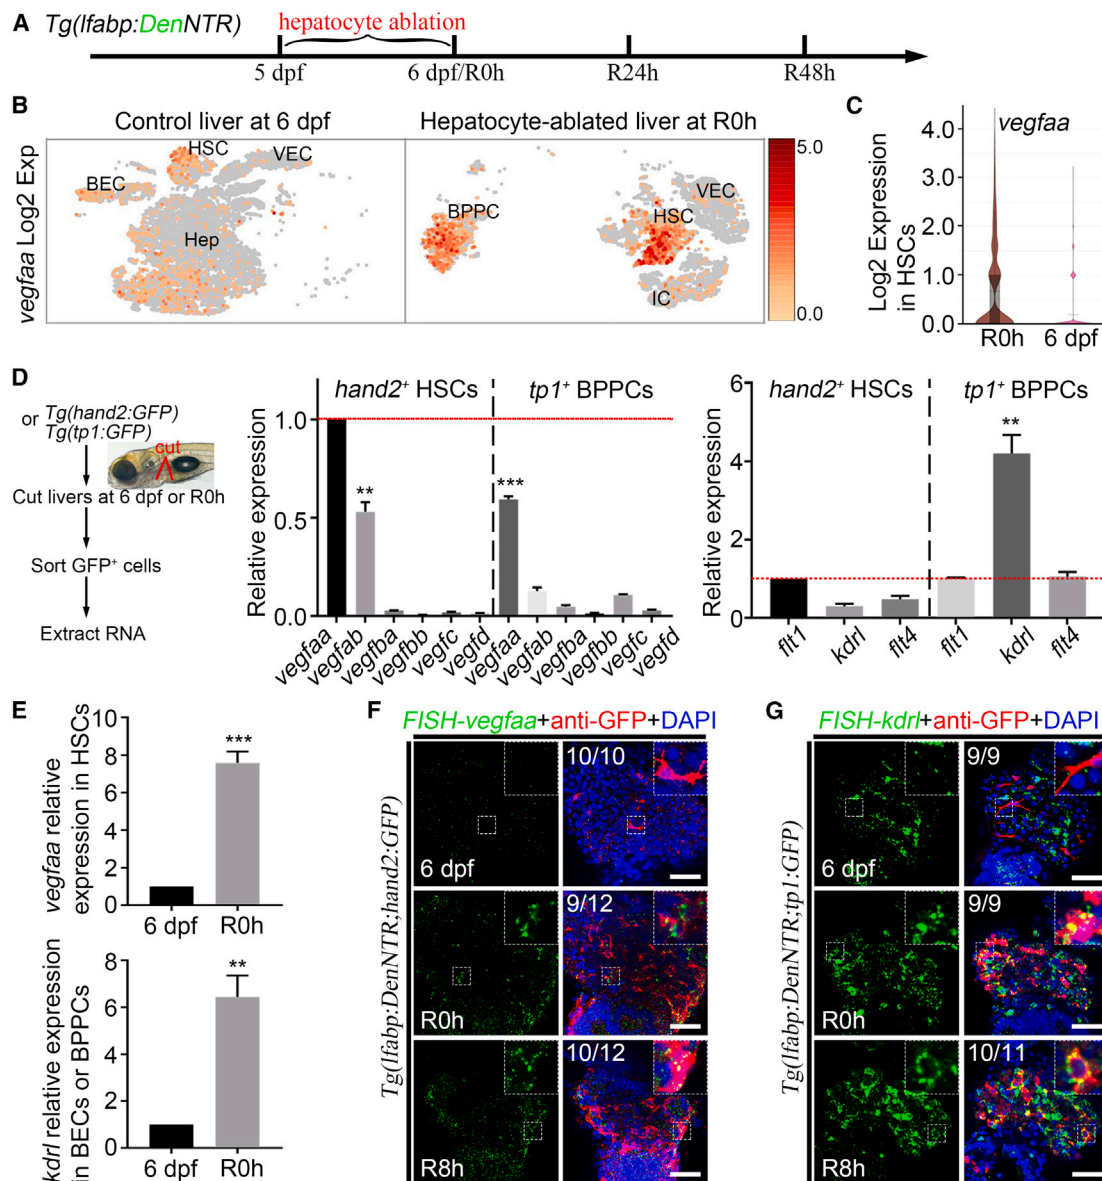 A Tg(lfabp:DenNTR)
hepatocyte ablation
5 dpf 6 dpf/R0h R24h R48h
B
Control liver at 6 dpf Hepatocyte-ablated liver at R0h
vegfaa Log2 Exp
HSC VEC
BEC
Hep
BPPC
HSC
VEC
IC
5.0
0.0
C
vegfaa
Log2 Expression
in HSCs
4.0
3.0
2.0
1.0
0.0
R0h 6 dpf
D
or Tg(hand2:GFP)
Tg(tp1:GFP)
cut
Cut livers at 6 dpf or R0h
Sort GFP+ cells
Extract RNA
hand2+ HSCs tp1+ BPPCs
Relative expression
1.0
0.5
0.0
** ***
vegfaa vegfab vegfba vegfbb vegfc vegfd vegfaa vegfab vegfba vegfbb vegfc vegfd
hand2+ HSCs tp1+ BPPCs
Relative expression
6
4
2
0
**
flt1 kdrl flt4 flt1 kdrl flt4
E
vegfaa relative
expression in HSCs
10
8
6
4
2
0
***
6 dpf R0h
kdrl relative expression
in BECs or BPPCs
8
6
4
2
0
**
6 dpf R0h
F FISH-vegfaa+anti-GFP+DAPI
Tg(lfabp:DenNTR;hand2:GFP)
10/10
6 dpf
9/12
R0h
10/12
R8h
G FISH-kdrl+anti-GFP+DAPI
Tg(lfabp:DenNTR;tp1:GFP)
9/9
6 dpf
9/9
R0h
10/11
R8h